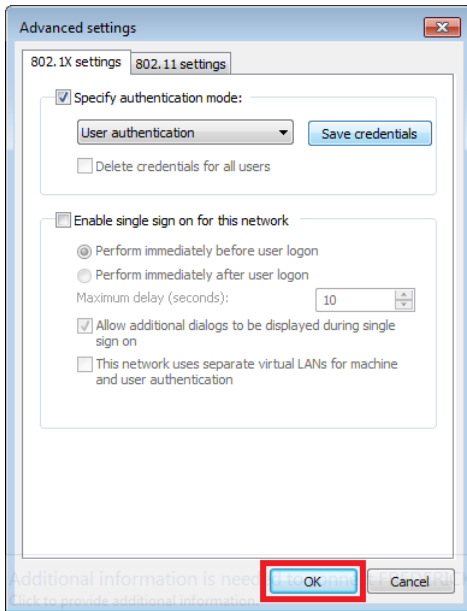 Advanced settings
802.1X settings
802.11 settings
Specify authentication mode:
User authentication
Save credentials
Delete credentials for all users
Enable single sign on for this network
Perform immediately before user logon
Perform immediately after user logon
Maximum delay (seconds):
10
Allow additional dialogs to be displayed during single
sign on
This network uses separate virtual LANs for machine
and user authentication
Additional information is needed to connect FREDERICK
OK
Cancel
Click to provide additional information